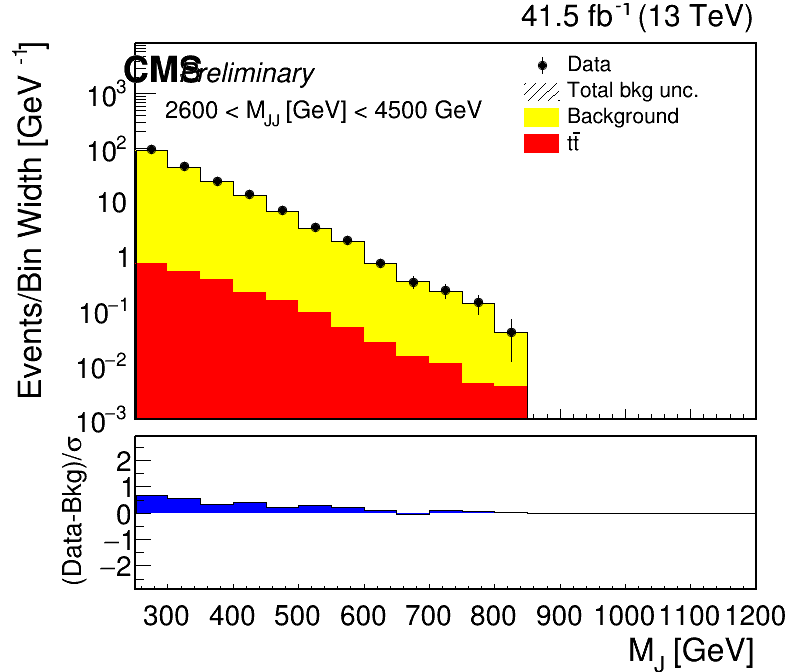 41.5 fb⁻¹ (13 TeV)
CMS Preliminary
2600 < M_JJ [GeV] < 4500 GeV
Data
Total bkg unc.
Background
tt̄
Events/Bin Width [GeV⁻¹]
10³
10²
10
1
10⁻¹
10⁻²
10⁻³
(Data-Bkg)/σ
2
1
0
−1
−2
300 400 500 600 700 800 900 1000 1100 1200
M_J [GeV]